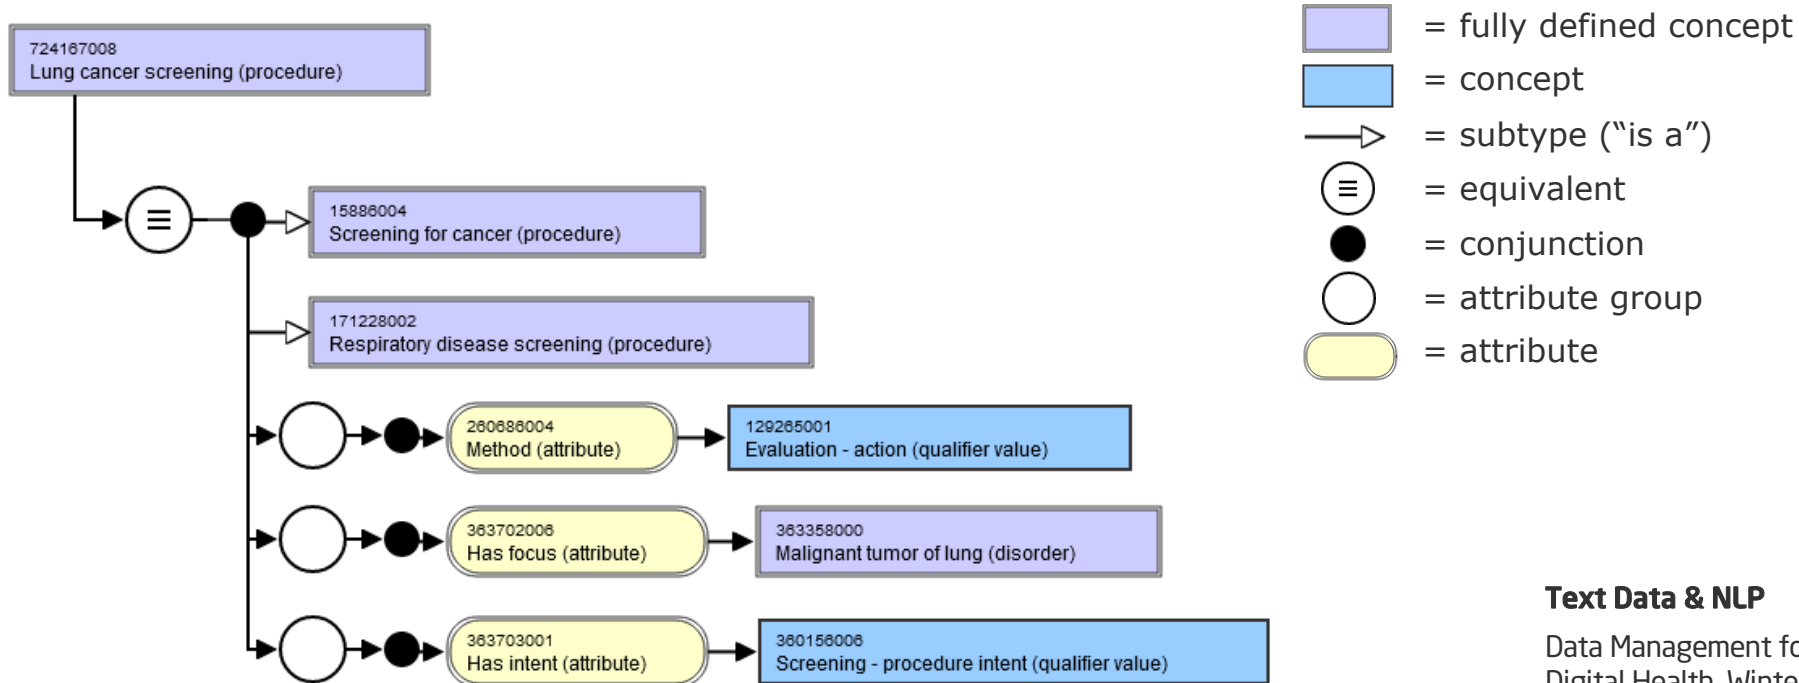 724167008
Lung cancer screening (procedure)
15886004
Screening for cancer (procedure)
171228002
Respiratory disease screening (procedure)
260686004
Method (attribute)
129265001
Evaluation - action (qualifier value)
363702006
Has focus (attribute)
363358000
Malignant tumor of lung (disorder)
363703001
Has intent (attribute)
360156006
Screening - procedure intent (qualifier value)
= fully defined concept
= concept
= subtype (“is a”)
= equivalent
= conjunction
= attribute group
= attribute
Text Data & NLP
Data Management fo
Digital Health, Winte